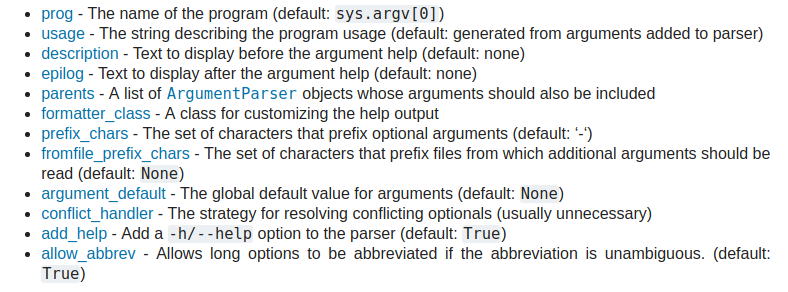 prog - The name of the program (default: sys.argv[0])
usage - The string describing the program usage (default: generated from arguments added to parser)
description - Text to display before the argument help (default: none)
epilog - Text to display after the argument help (default: none)
parents - A list of ArgumentParser objects whose arguments should also be included
formatter_class - A class for customizing the help output
prefix_chars - The set of characters that prefix optional arguments (default: ‘-‘)
fromfile_prefix_chars - The set of characters that prefix files from which additional arguments should be
read (default: None)
argument_default - The global default value for arguments (default: None)
conflict_handler - The strategy for resolving conflicting optionals (usually unnecessary)
add_help - Add a -h/--help option to the parser (default: True)
allow_abbrev - Allows long options to be abbreviated if the abbreviation is unambiguous. (default:
True)